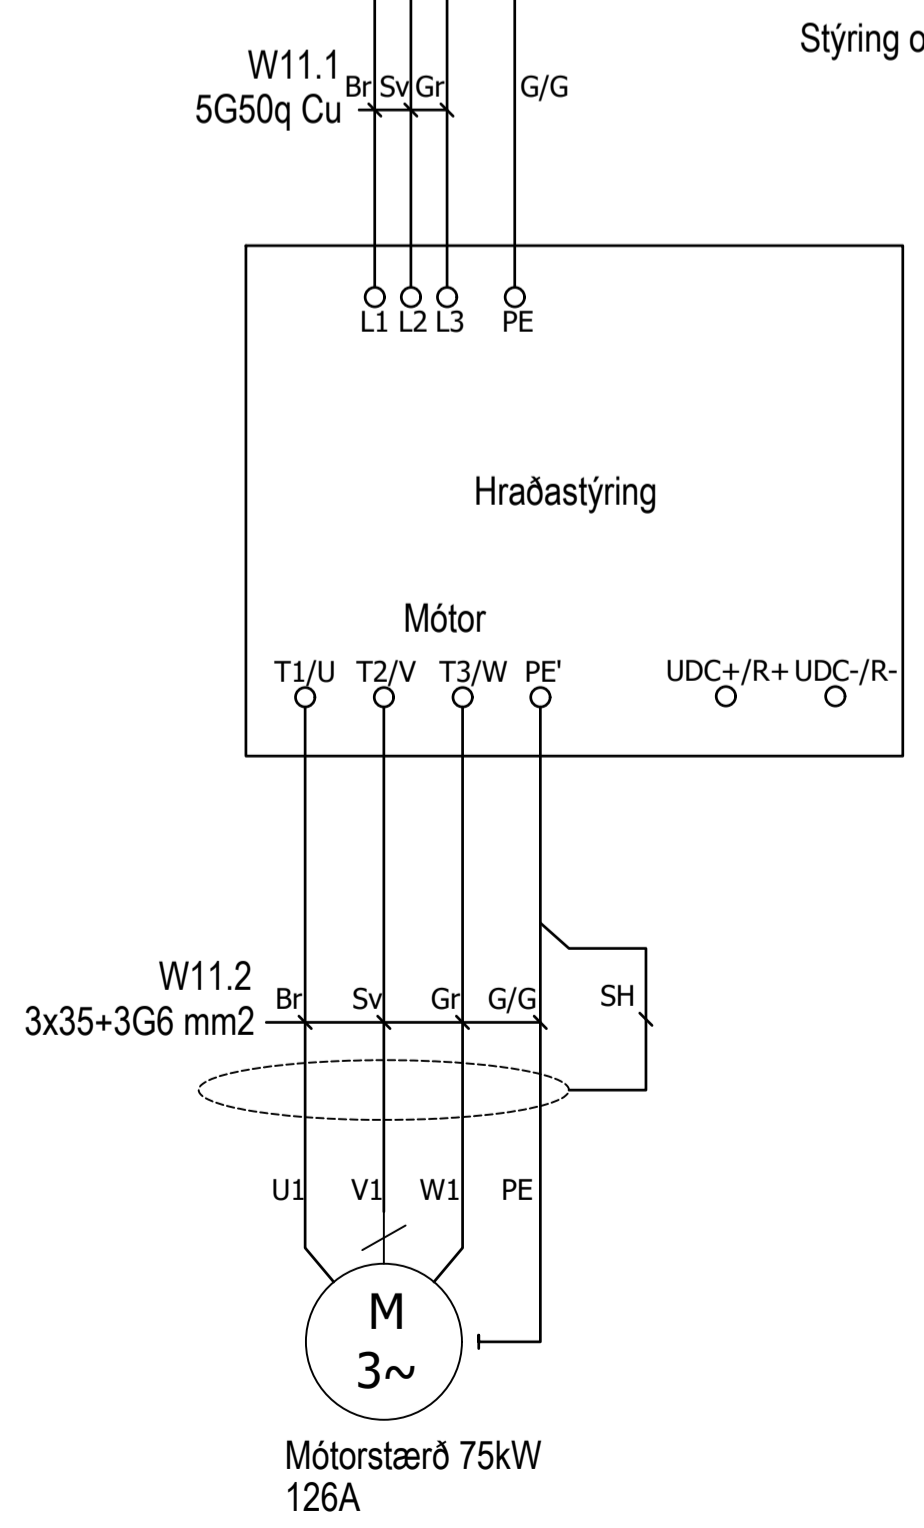 Stýring o
W11.1
5G50q Cu
Br Sv Gr G/G
L1 L2 L3 PE
Hraðastýring
Mótor
T1/U T2/V T3/W PE' UDC+/R+ UDC-/R-
W11.2
3x35+3G6 mm2
Br Sv Gr G/G SH
U1 V1 W1 PE
M
3~
Mótorstærð 75kW
126A